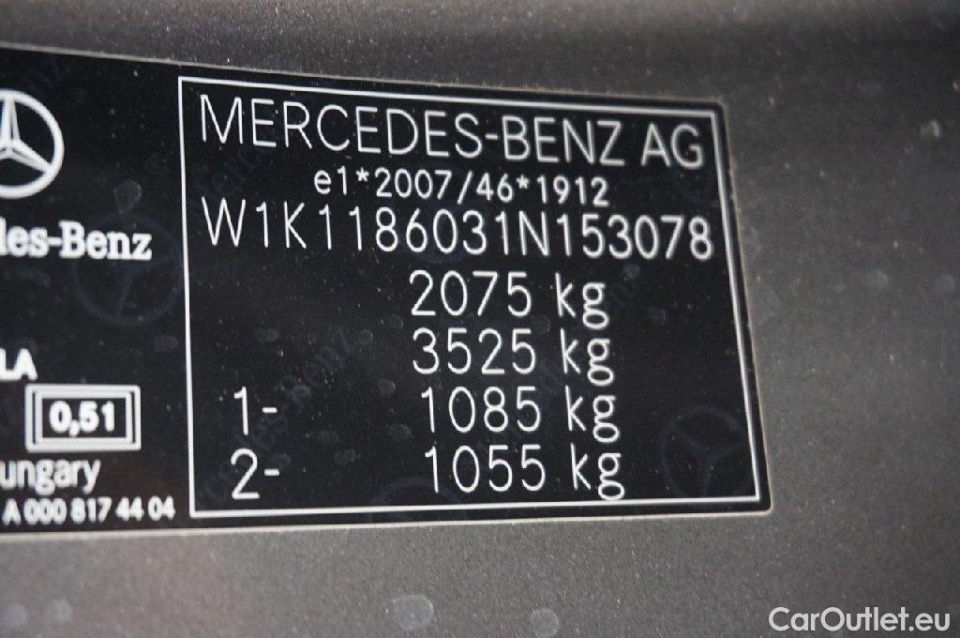 MERCEDES-BENZ AG
e1*2007/46*1912
W1K1186031N153078
2075 kg
3525 kg
1- 1085 kg
2- 1055 kg
des-Benz
LA
0,51
ungary
A 000 817 44 04
CarOutlet.eu